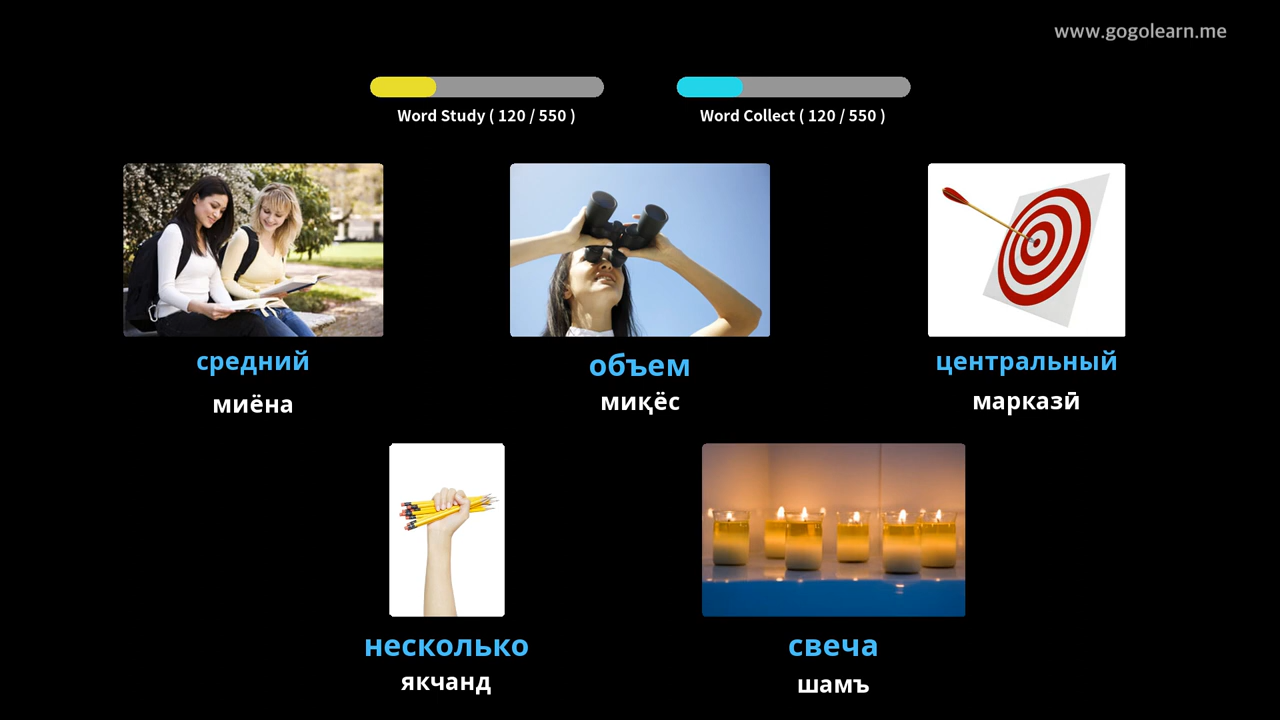 www.gogolearn.me
Word Study ( 120 / 550 )
Word Collect ( 120 / 550 )
средний
миёна
объем
миқёс
центральный
марказӣ
несколько
якчанд
свеча
шамъ